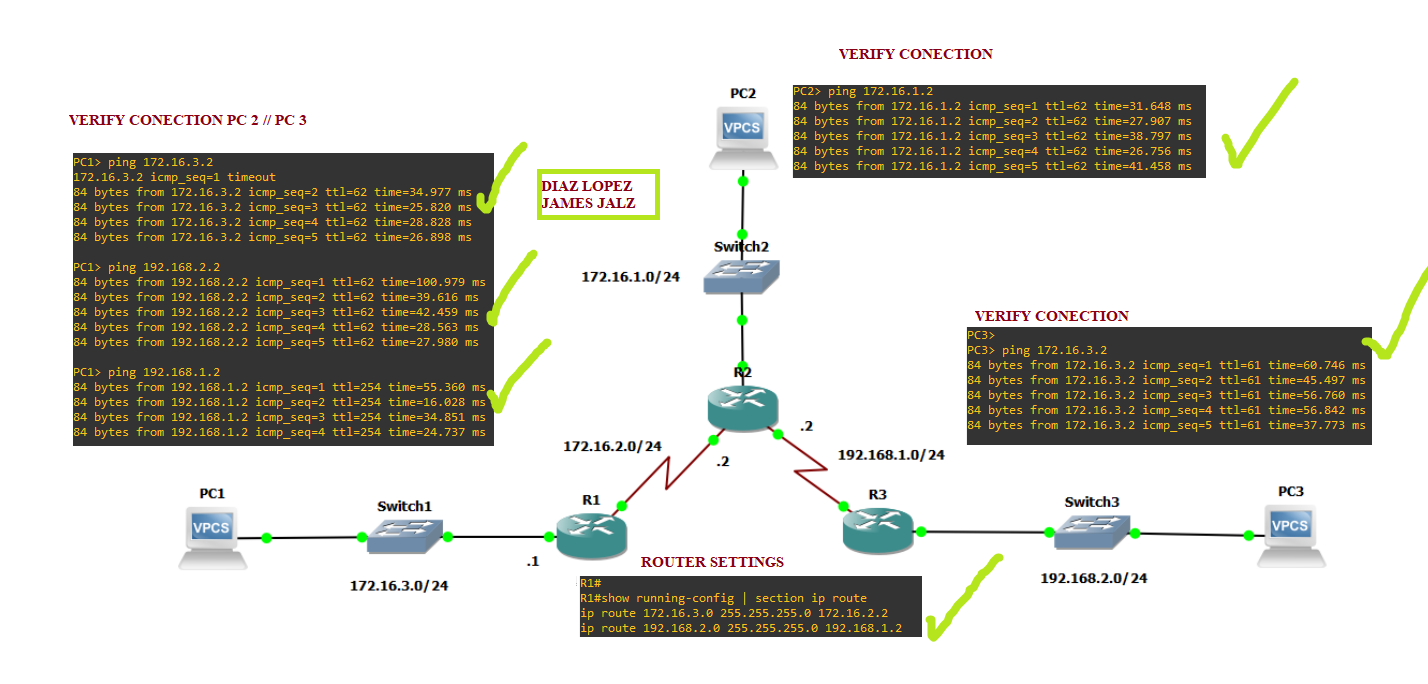 VERIFY CONECTION
PC2
PC2> ping 172.16.1.2
84 bytes from 172.16.1.2 icmp_seq=1 ttl=62 time=31.648 ms
84 bytes from 172.16.1.2 icmp_seq=2 ttl=62 time=27.907 ms
84 bytes from 172.16.1.2 icmp_seq=3 ttl=62 time=38.797 ms
84 bytes from 172.16.1.2 icmp_seq=4 ttl=62 time=26.756 ms
84 bytes from 172.16.1.2 icmp_seq=5 ttl=62 time=41.458 ms
VPCS
VERIFY CONECTION PC 2 // PC 3
PC1> ping 172.16.3.2
172.16.3.2 icmp_seq=1 timeout
84 bytes from 172.16.3.2 icmp_seq=2 ttl=62 time=34.977 ms
84 bytes from 172.16.3.2 icmp_seq=3 ttl=62 time=25.820 ms
84 bytes from 172.16.3.2 icmp_seq=4 ttl=62 time=28.828 ms
84 bytes from 172.16.3.2 icmp_seq=5 ttl=62 time=26.898 ms
PC1> ping 192.168.2.2
84 bytes from 192.168.2.2 icmp_seq=1 ttl=62 time=100.979 ms
84 bytes from 192.168.2.2 icmp_seq=2 ttl=62 time=39.616 ms
84 bytes from 192.168.2.2 icmp_seq=3 ttl=62 time=42.459 ms
84 bytes from 192.168.2.2 icmp_seq=4 ttl=62 time=28.563 ms
84 bytes from 192.168.2.2 icmp_seq=5 ttl=62 time=27.980 ms
PC1> ping 192.168.1.2
84 bytes from 192.168.1.2 icmp_seq=1 ttl=254 time=55.360 ms
84 bytes from 192.168.1.2 icmp_seq=2 ttl=254 time=16.028 ms
84 bytes from 192.168.1.2 icmp_seq=3 ttl=254 time=34.851 ms
84 bytes from 192.168.1.2 icmp_seq=4 ttl=254 time=24.737 ms
DIAZ LOPEZ
JAMES JALZ
Switch2
172.16.1.0/24
VERIFY CONECTION
PC3>
PC3> ping 172.16.3.2
84 bytes from 172.16.3.2 icmp_seq=1 ttl=61 time=60.746 ms
84 bytes from 172.16.3.2 icmp_seq=2 ttl=61 time=45.497 ms
84 bytes from 172.16.3.2 icmp_seq=3 ttl=61 time=56.760 ms
84 bytes from 172.16.3.2 icmp_seq=4 ttl=61 time=56.842 ms
84 bytes from 172.16.3.2 icmp_seq=5 ttl=61 time=37.773 ms
R2
.2
172.16.2.0/24
.2
192.168.1.0/24
PC1
VPCS
Switch1
R1
R3
Switch3
PC3
VPCS
.1
172.16.3.0/24
192.168.2.0/24
ROUTER SETTINGS
R1#
R1#show running-config | section ip route
ip route 172.16.3.0 255.255.255.0 172.16.2.2
ip route 192.168.2.0 255.255.255.0 192.168.1.2